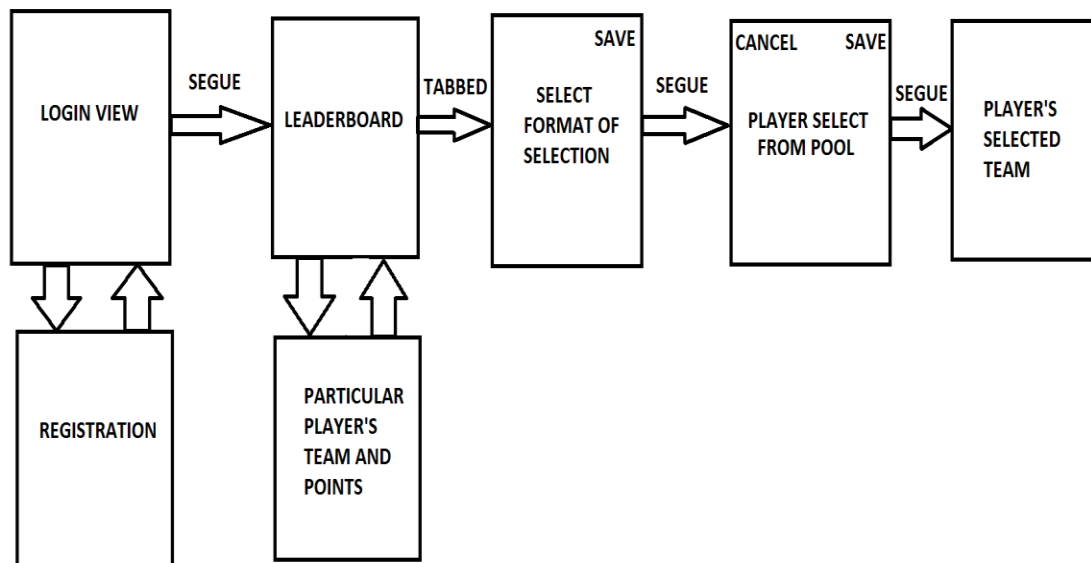 LOGIN VIEW
SEGUE
LEADERBOARD
TABBED
SAVE
SELECT
FORMAT OF
SELECTION
SEGUE
CANCEL SAVE
PLAYER SELECT
FROM POOL
SEGUE
PLAYER'S
SELECTED
TEAM
REGISTRATION
PARTICULAR
PLAYER'S
TEAM AND
POINTS